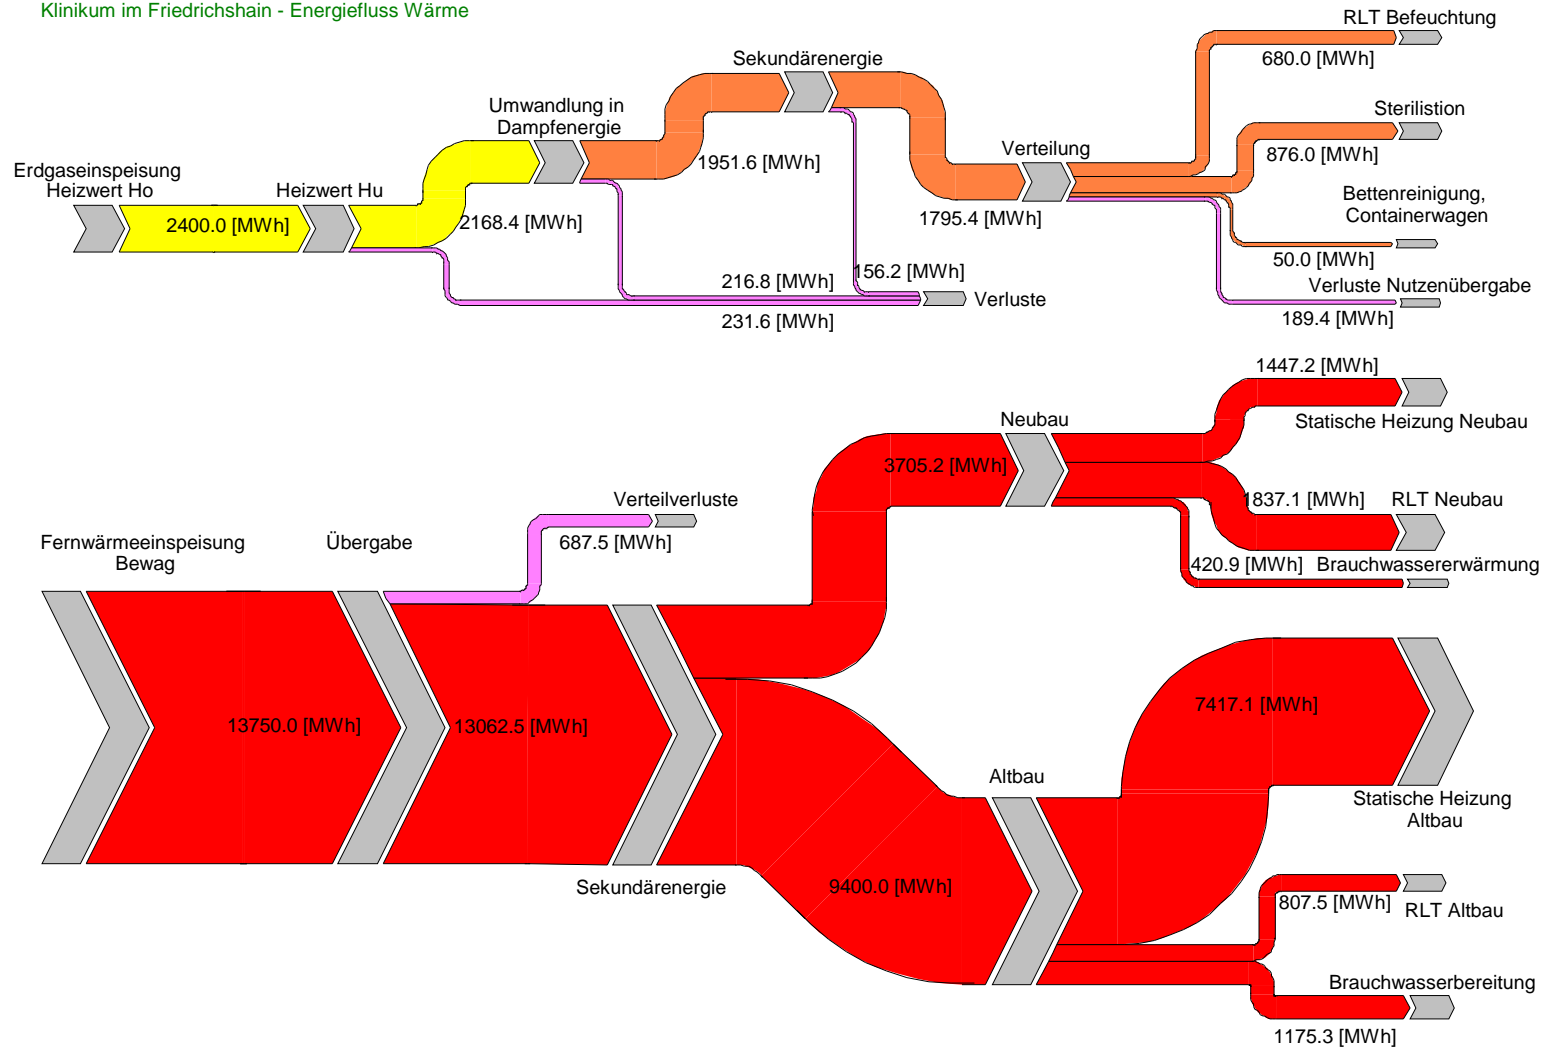 Klinikum im Friedrichshain - Energiefluss Wärme
RLT Befeuchtung
680.0 [MWh]
Sekundärenergie
Umwandlung in
Dampfenergie
1951.6 [MWh]
Verteilung
Sterilistion
876.0 [MWh]
Erdgaseinspeisung
Heizwert Ho
Heizwert Hu
2400.0 [MWh]
2168.4 [MWh]
1795.4 [MWh]
Bettenreinigung,
Containerwagen
50.0 [MWh]
216.8 [MWh]
156.2 [MWh]
Verluste
231.6 [MWh]
Verluste Nutzenübergabe
189.4 [MWh]
1447.2 [MWh]
Statische Heizung Neubau
Neubau
3705.2 [MWh]
1837.1 [MWh]
RLT Neubau
420.9 [MWh]
Brauchwassererwärmung
Verteilverluste
687.5 [MWh]
Fernwärmeeinspeisung
Bewag
Übergabe
13750.0 [MWh]
13062.5 [MWh]
7417.1 [MWh]
Altbau
Statische Heizung
Altbau
Sekundärenergie
9400.0 [MWh]
807.5 [MWh]
RLT Altbau
Brauchwasserbereitung
1175.3 [MWh]